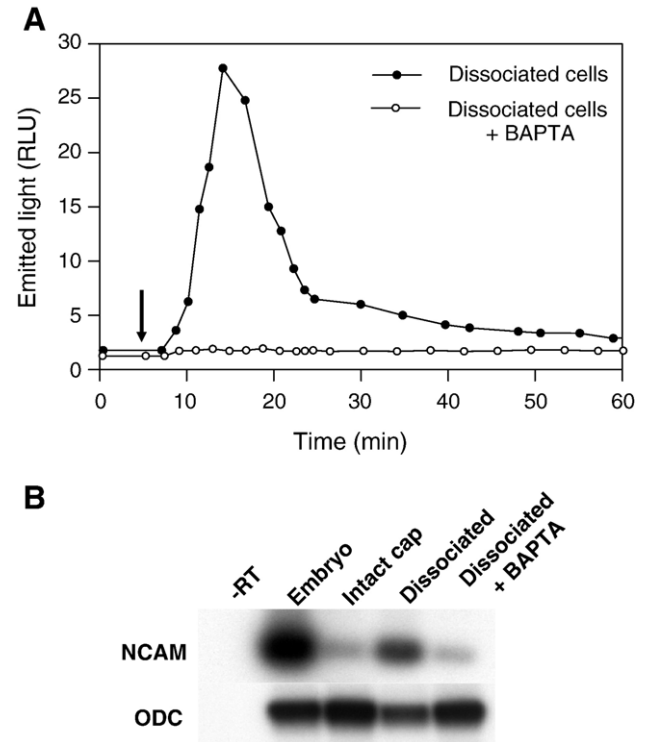 A
Emitted light (RLU)
30
25
20
15
10
5
0
Dissociated cells
Dissociated cells
+ BAPTA
0 10 20 30 40 50 60
Time (min)
B
-RT
Embryo
Intact cap
Dissociated
Dissociated
+ BAPTA
NCAM
ODC